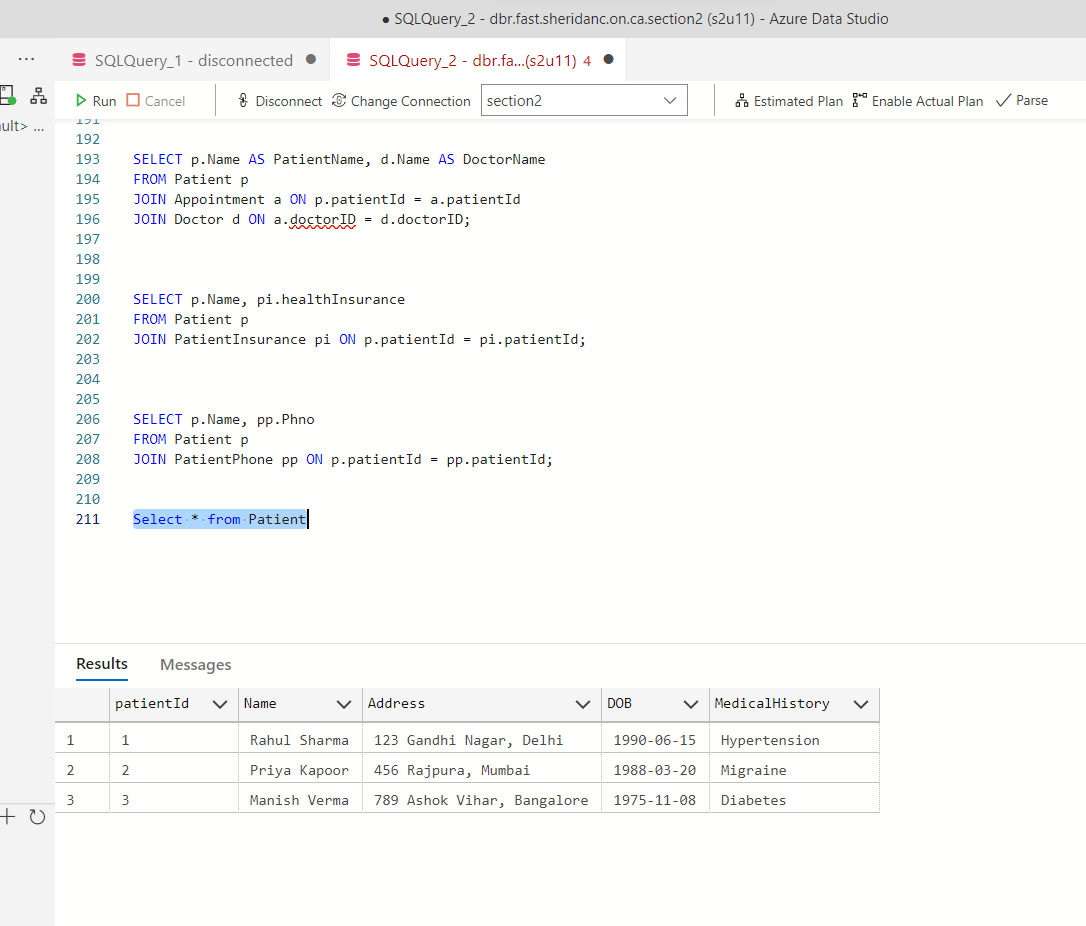 ● SQLQuery_2 - dbr.fast.sheridanc.on.ca.section2 (s2u11) - Azure Data Studio
... SQLQuery_1 - disconnected ● SQLQuery_2 - dbr.fa...(s2u11) 4 ●
Run Cancel Disconnect Change Connection section2 Estimated Plan Enable Actual Plan Parse
ult> ...
191
192
193 SELECT p.Name AS PatientName, d.Name AS DoctorName
194 FROM Patient p
195 JOIN Appointment a ON p.patientId = a.patientId
196 JOIN Doctor d ON a.doctorID = d.doctorID;
197
198
199
200 SELECT p.Name, pi.healthInsurance
201 FROM Patient p
202 JOIN PatientInsurance pi ON p.patientId = pi.patientId;
203
204
205
206 SELECT p.Name, pp.Phno
207 FROM Patient p
208 JOIN PatientPhone pp ON p.patientId = pp.patientId;
209
210
211 Select * from Patient
Results Messages
patientId Name Address DOB MedicalHistory
1 1 Rahul Sharma 123 Gandhi Nagar, Delhi 1990-06-15 Hypertension
2 2 Priya Kapoor 456 Rajpura, Mumbai 1988-03-20 Migraine
3 3 Manish Verma 789 Ashok Vihar, Bangalore 1975-11-08 Diabetes